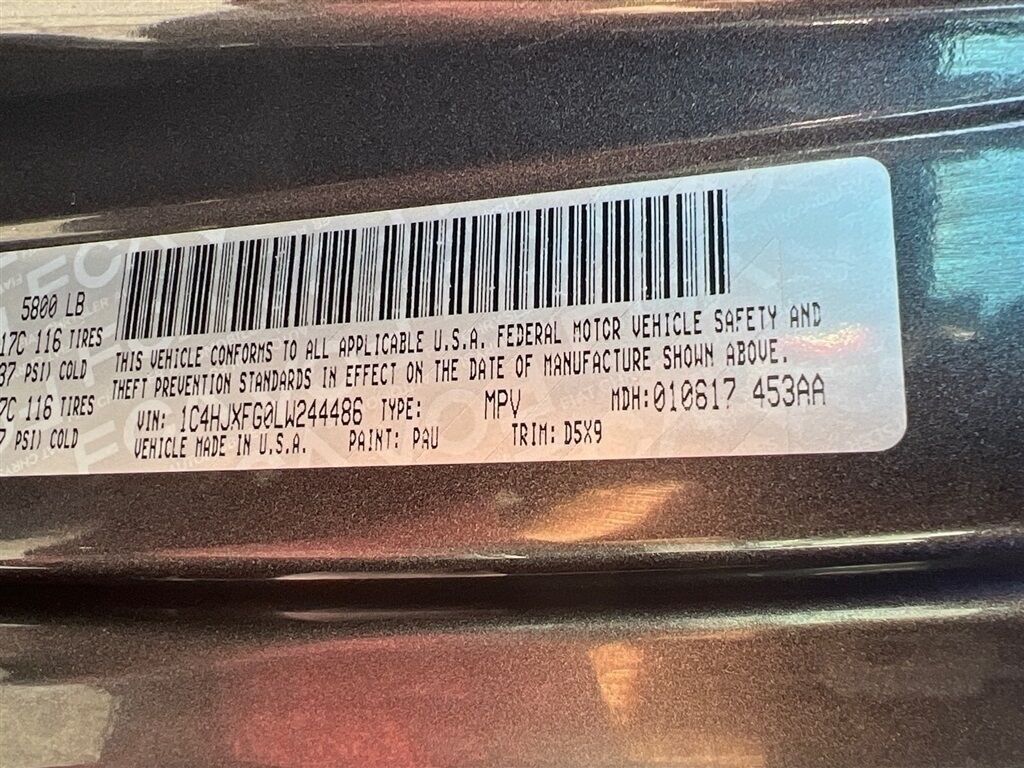 5800 LB
17C 116 TIRES
37 PSI) COLD
7C 116 TIRES
7 PSI) COLD
THIS VEHICLE CONFORMS TO ALL APPLICABLE U.S.A. FEDERAL MOTOR VEHICLE SAFETY AND
THEFT PREVENTION STANDARDS IN EFFECT ON THE DATE OF MANUFACTURE SHOWN ABOVE.
VIN: 1C4HJXFG0LW244486 TYPE: MPV MDH:010617 453AA
VEHICLE MADE IN U.S.A. PAINT: PAU TRIM: D5X9